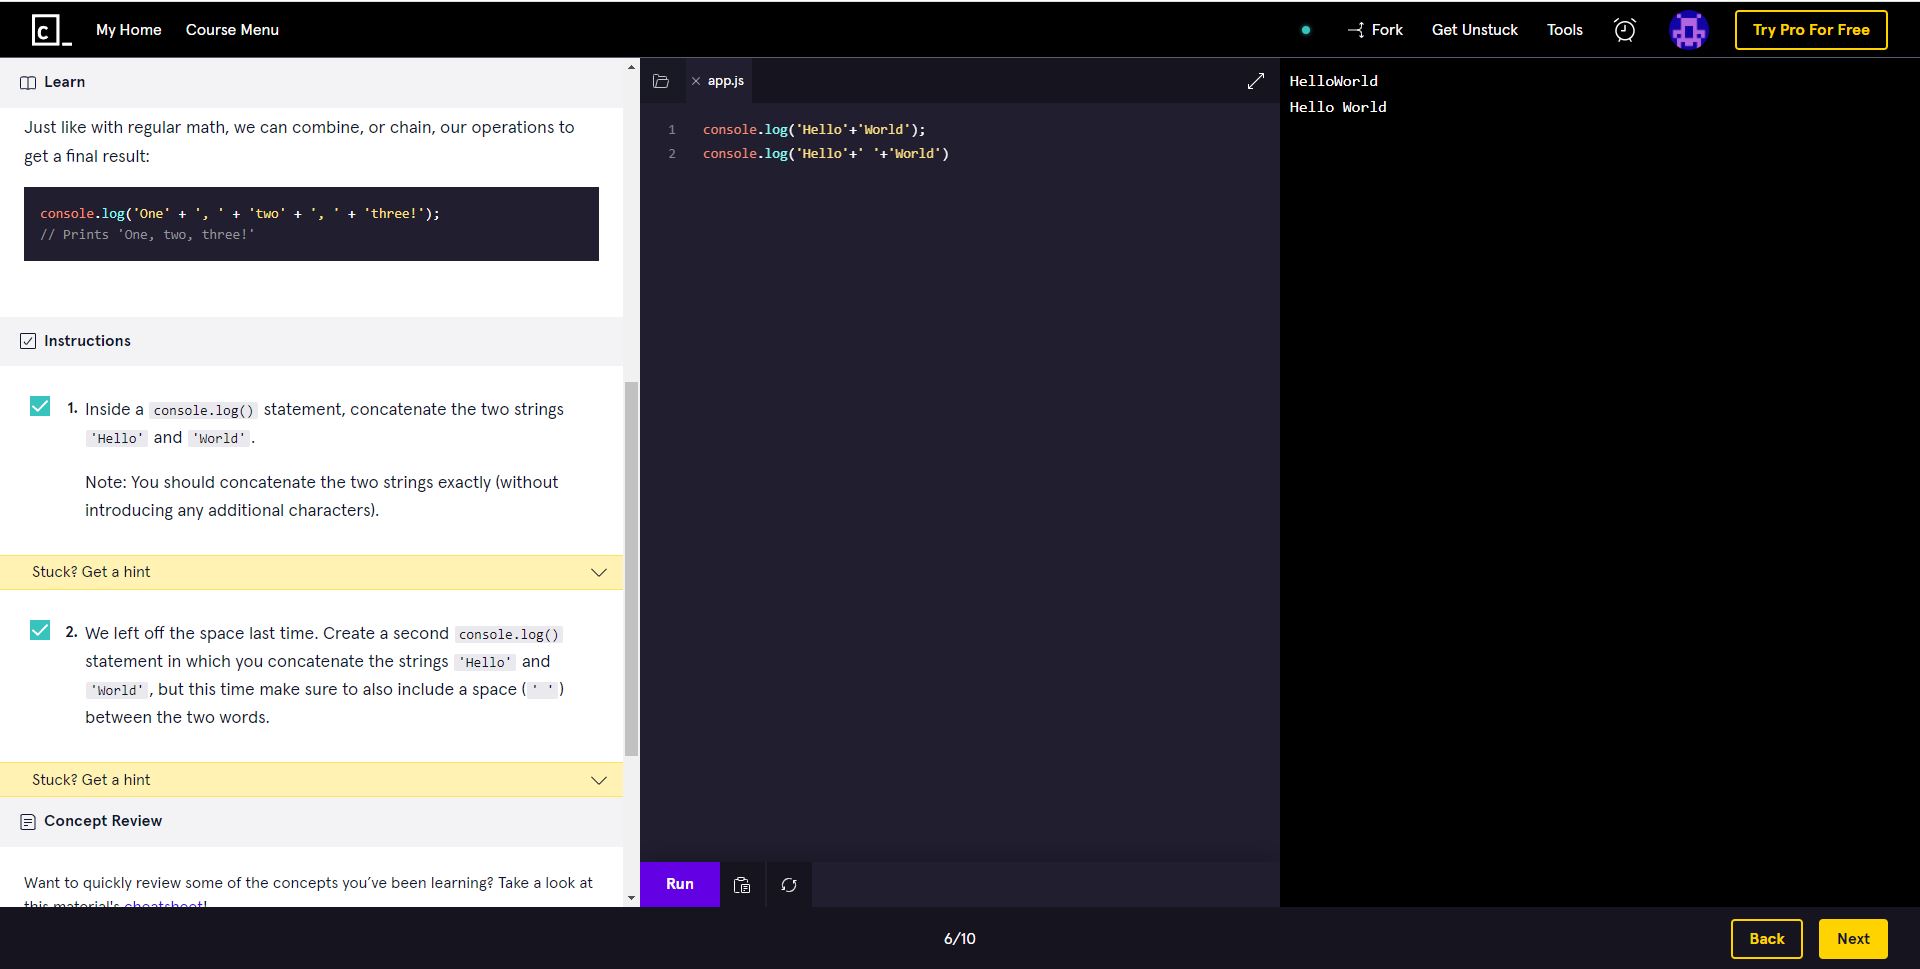 My Home Course Menu Fork Get Unstuck Tools Try Pro For Free
Learn
Just like with regular math, we can combine, or chain, our operations to
get a final result:
console.log('One' + ', ' + 'two' + ', ' + 'three!');
// Prints 'One, two, three!'
Instructions
1. Inside a console.log() statement, concatenate the two strings
'Hello' and 'World'.
Note: You should concatenate the two strings exactly (without
introducing any additional characters).
Stuck? Get a hint
2. We left off the space last time. Create a second console.log()
statement in which you concatenate the strings 'Hello' and
'World', but this time make sure to also include a space (' ')
between the two words.
Stuck? Get a hint
Concept Review
Want to quickly review some of the concepts you've been learning? Take a look at
this material's cheatsheet!
app.js
1 console.log('Hello'+'World');
2 console.log('Hello'+' '+'World')
Run
HelloWorld
Hello World
6/10
Back Next